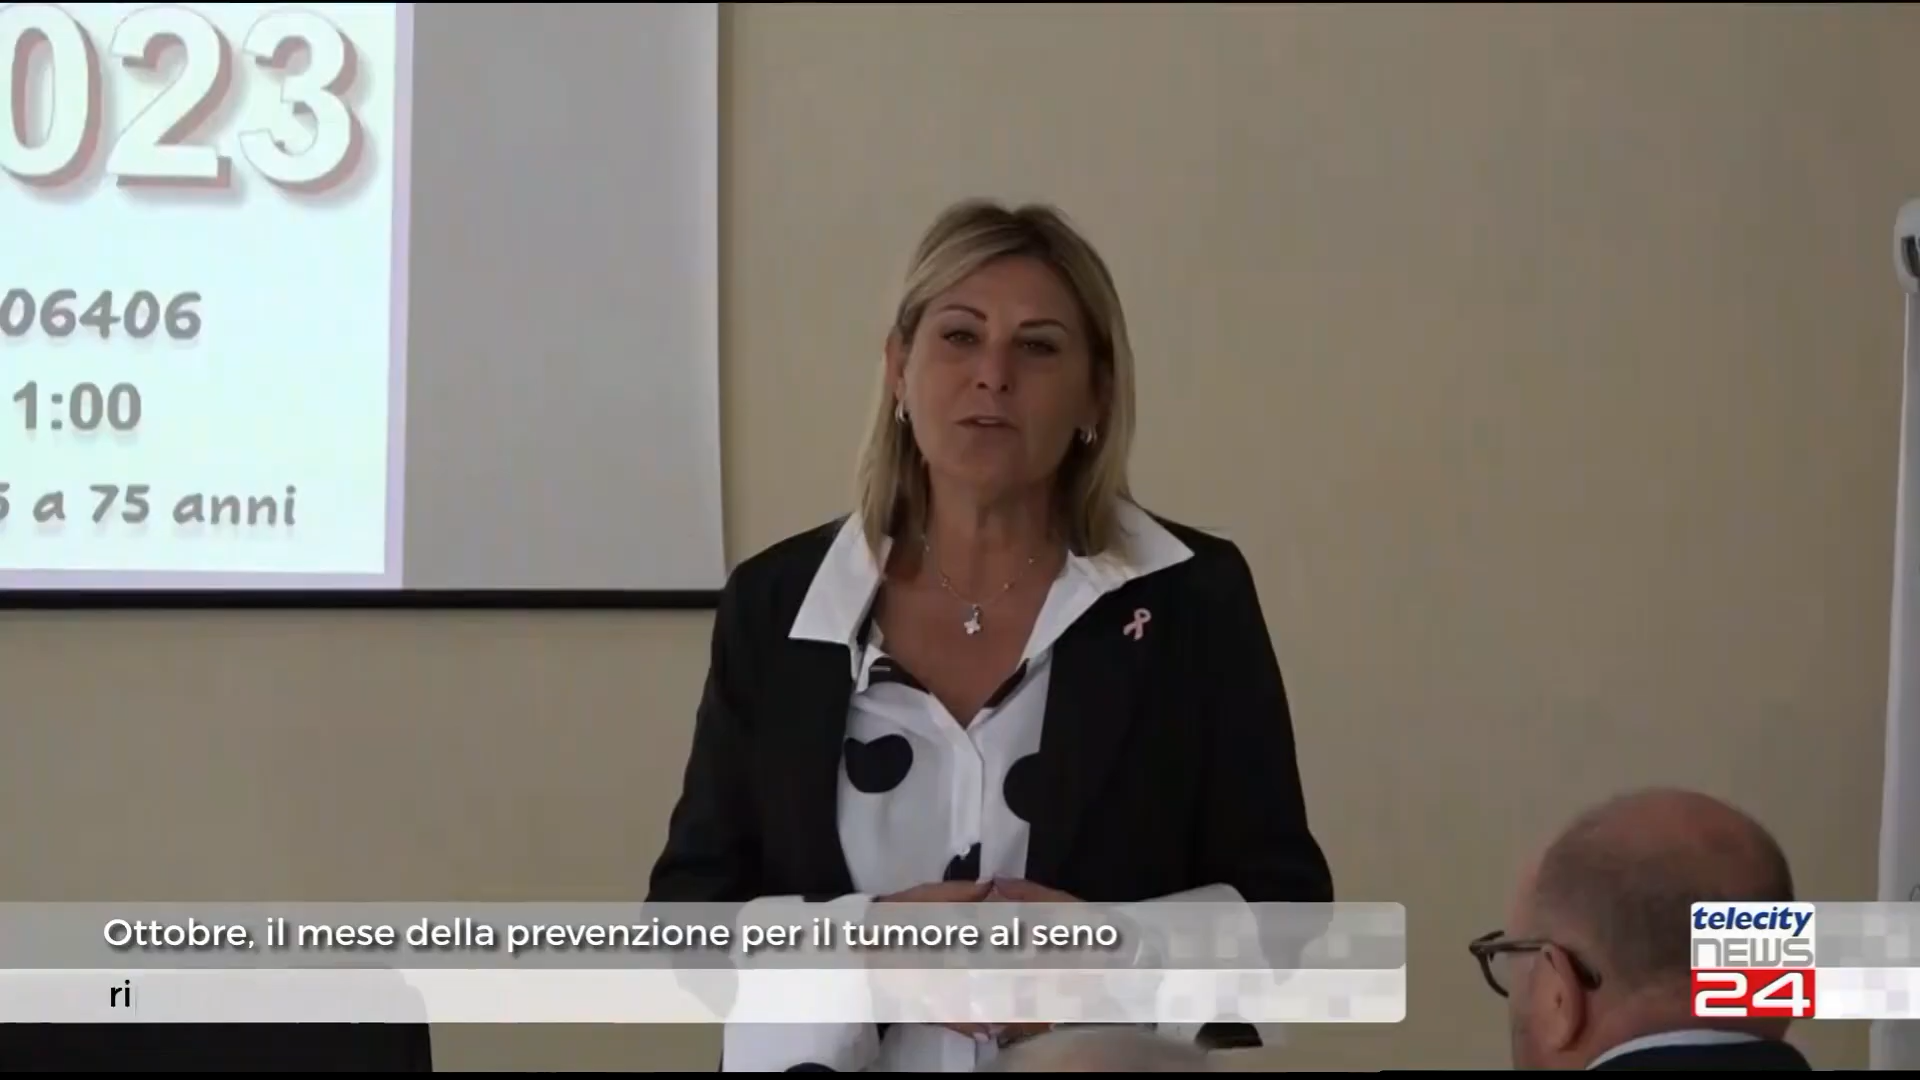 023
06406
1:00
5 a 75 anni
Ottobre, il mese della prevenzione per il tumore al seno
ri
telecity
NEWS
24